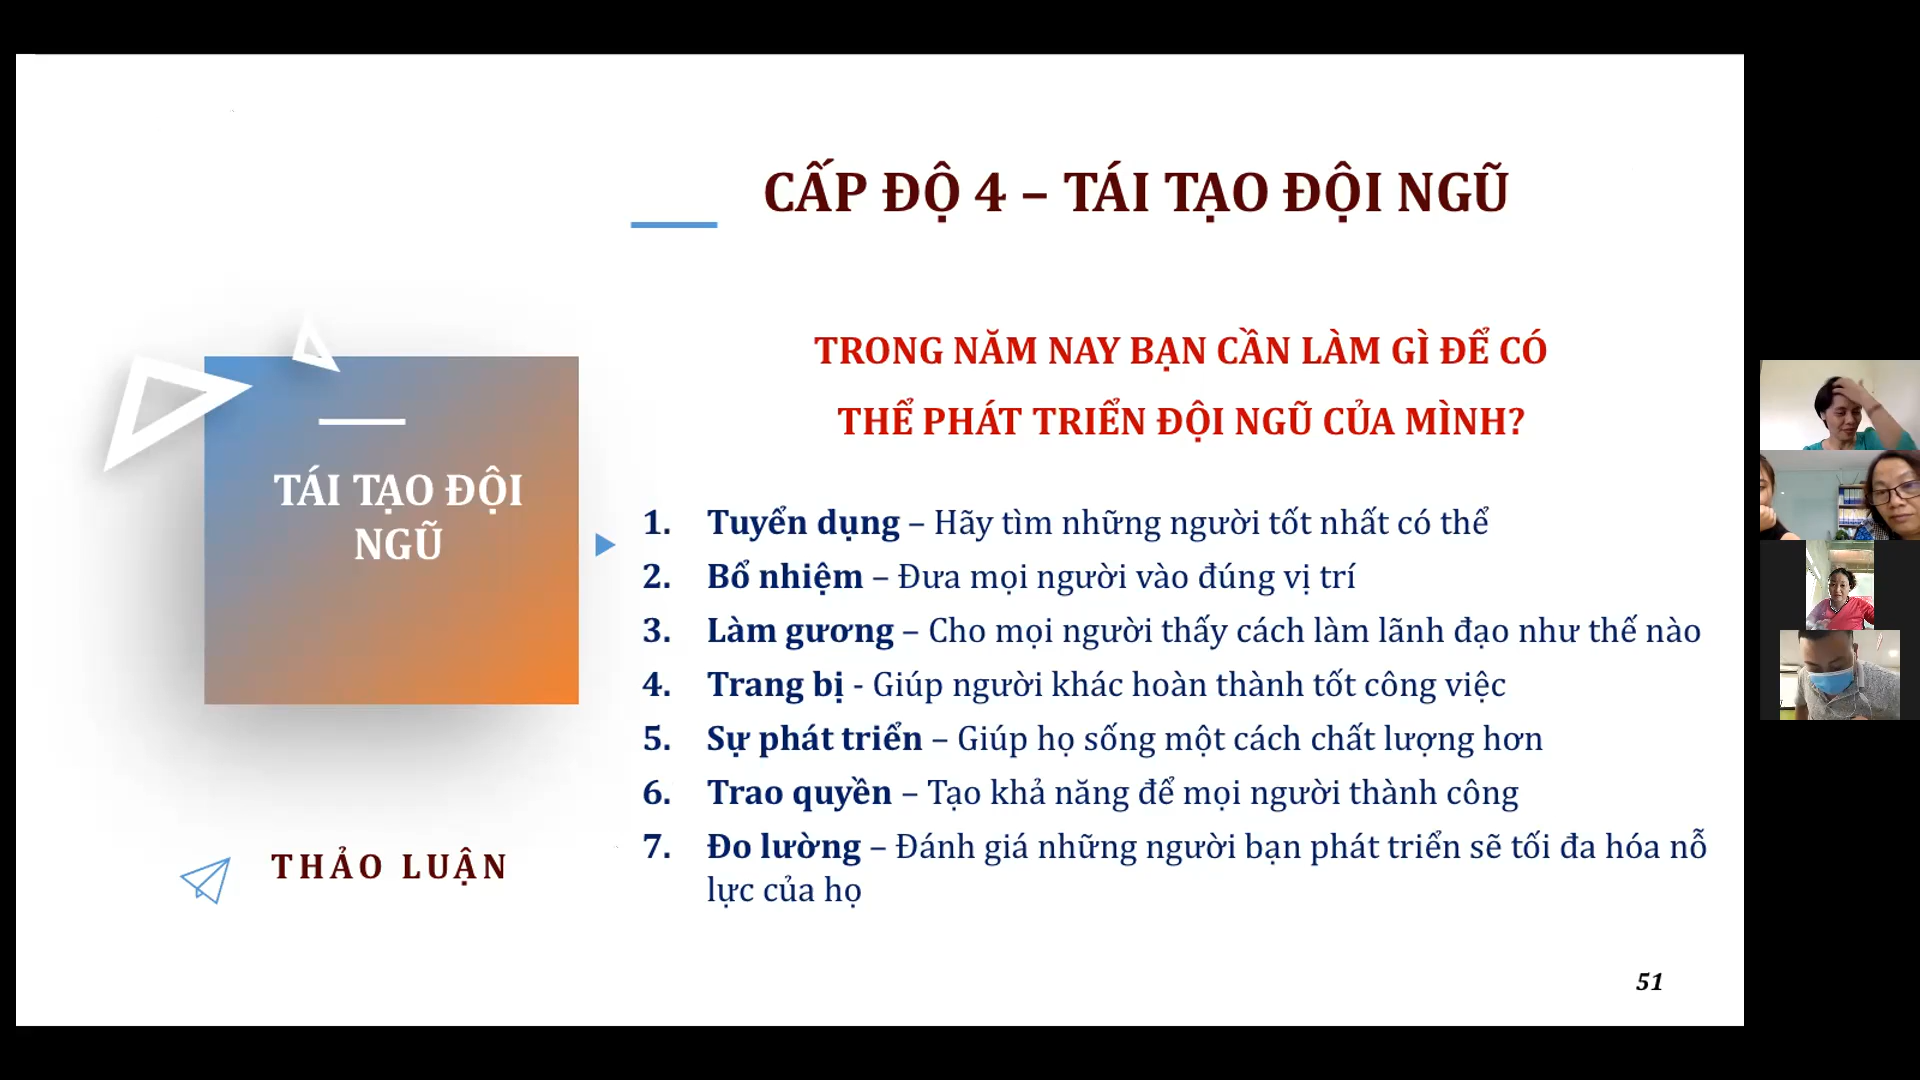 CẤP ĐỘ 4 – TÁI TẠO ĐỘI NGŨ
TRONG NĂM NAY BẠN CẦN LÀM GÌ ĐỂ CÓ
THỂ PHÁT TRIỂN ĐỘI NGŨ CỦA MÌNH?
TÁI TẠO ĐỘI
NGŨ
1. Tuyển dụng – Hãy tìm những người tốt nhất có thể
2. Bổ nhiệm – Đưa mọi người vào đúng vị trí
3. Làm gương – Cho mọi người thấy cách làm lãnh đạo như thế nào
4. Trang bị - Giúp người khác hoàn thành tốt công việc
5. Sự phát triển – Giúp họ sống một cách chất lượng hơn
6. Trao quyền – Tạo khả năng để mọi người thành công
7. Đo lường – Đánh giá những người bạn phát triển sẽ tối đa hóa nỗ
lực của họ
THẢO LUẬN
51